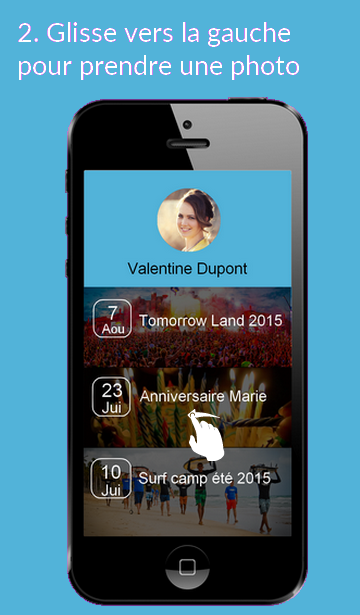 2. Glisse vers la gauche
pour prendre une photo
Valentine Dupont
7
Aou
Tomorrow Land 2015
23
Jui
Anniversaire Marie
10
Jui
Surf camp été 2015